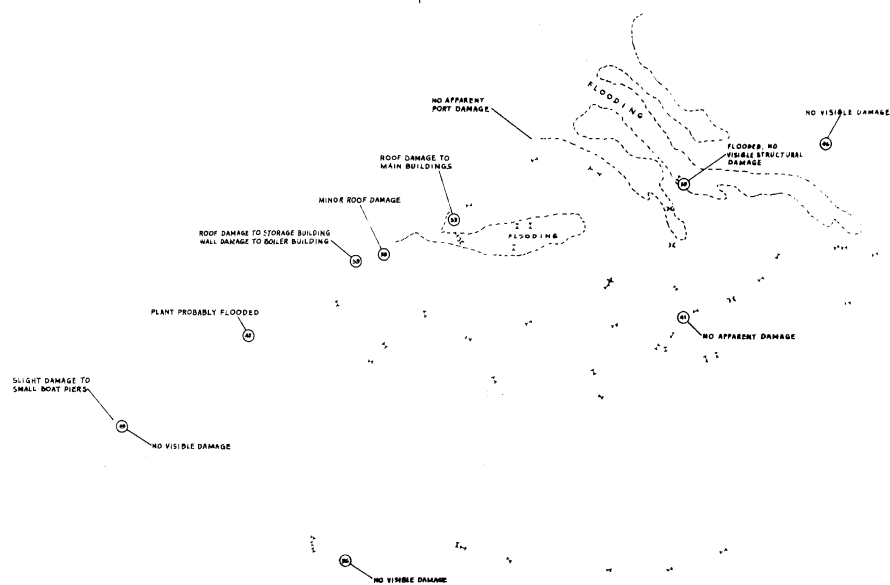 FLOODING
NO APPARENT
PORT DAMAGE
NO VISIBLE DAMAGE
FLOODED, NO
VISIBLE STRUCTURAL
DAMAGE
ROOF DAMAGE TO
MAIN BUILDINGS
MINOR ROOF DAMAGE
FLOODING
ROOF DAMAGE TO STORAGE BUILDING
WALL DAMAGE TO BOILER BUILDING
PLANT PROBABLY FLOODED
NO APPARENT DAMAGE
SLIGHT DAMAGE TO
SMALL BOAT PIERS
NO VISIBLE DAMAGE
NO VISIBLE DAMAGE